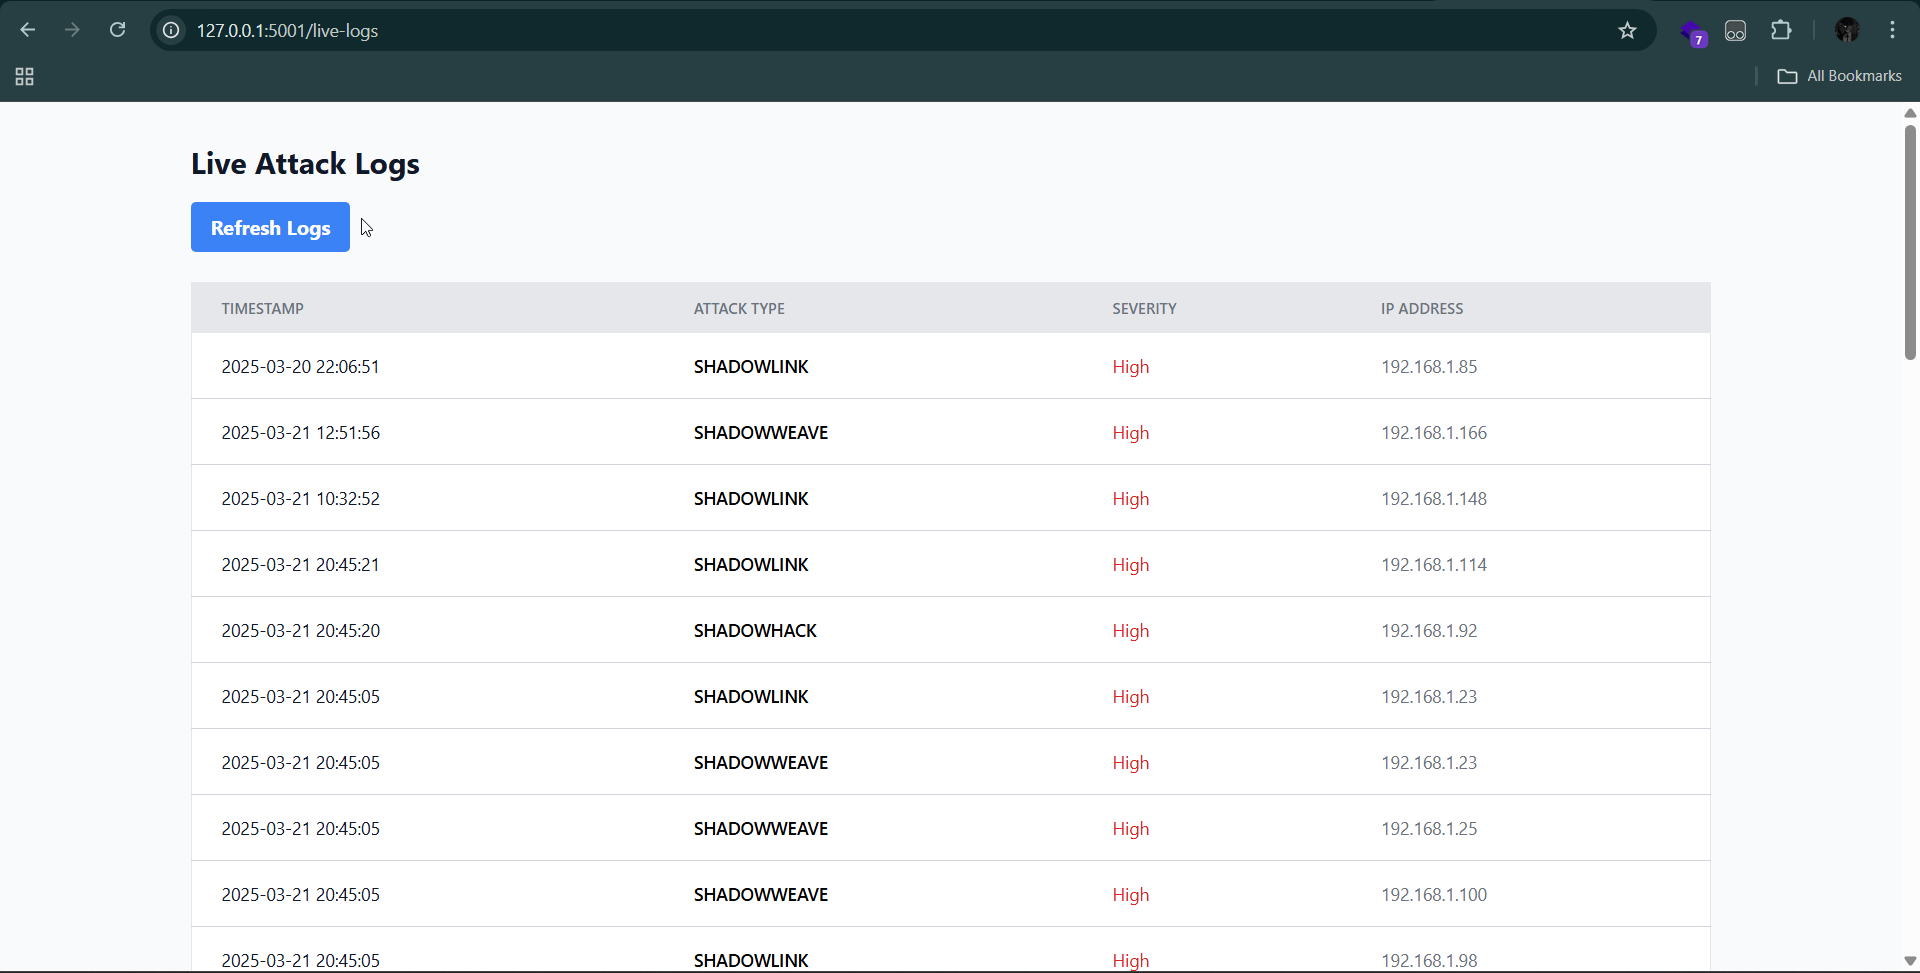 127.0.0.1:5001/live-logs
7
All Bookmarks
Live Attack Logs
Refresh Logs
TIMESTAMP ATTACK TYPE SEVERITY IP ADDRESS
2025-03-20 22:06:51 SHADOWLINK High 192.168.1.85
2025-03-21 12:51:56 SHADOWWEAVE High 192.168.1.166
2025-03-21 10:32:52 SHADOWLINK High 192.168.1.148
2025-03-21 20:45:21 SHADOWLINK High 192.168.1.114
2025-03-21 20:45:20 SHADOWHACK High 192.168.1.92
2025-03-21 20:45:05 SHADOWLINK High 192.168.1.23
2025-03-21 20:45:05 SHADOWWEAVE High 192.168.1.23
2025-03-21 20:45:05 SHADOWWEAVE High 192.168.1.25
2025-03-21 20:45:05 SHADOWWEAVE High 192.168.1.100
2025-03-21 20:45:05 SHADOWLINK High 192.168.1.98